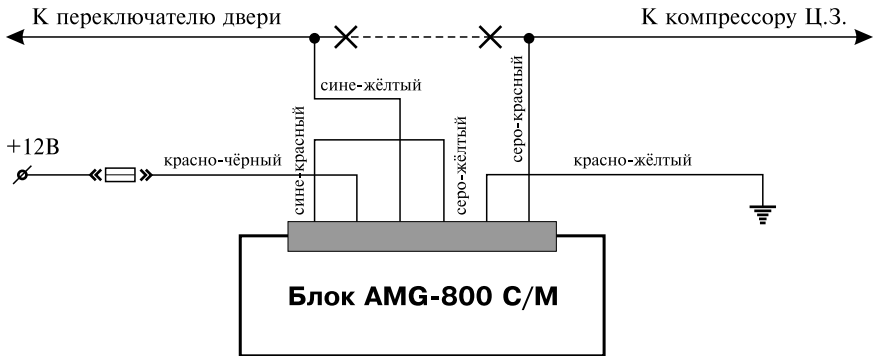 К переключателю двери
К компрессору Ц.З.
сине-жёлтый
+12В
красно-чёрный
сине-красный
серо-жёлтый
серо-красный
красно-жёлтый
Блок AMG-800 C/M